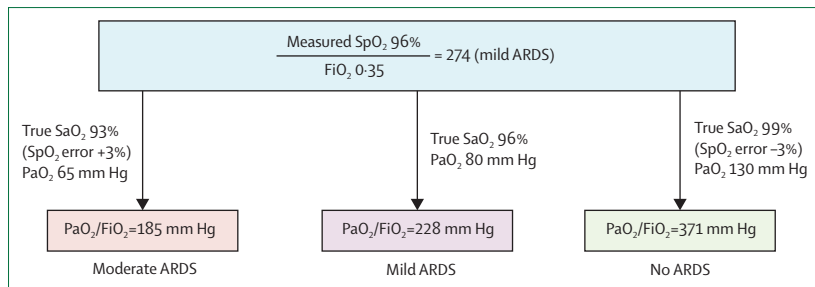 Measured SpO₂ 96%
FiO₂ 0·35
= 274 (mild ARDS)
True SaO₂ 93%
(SpO₂ error +3%)
PaO₂ 65 mm Hg
True SaO₂ 96%
PaO₂ 80 mm Hg
True SaO₂ 99%
(SpO₂ error –3%)
PaO₂ 130 mm Hg
PaO₂/FiO₂=185 mm Hg
PaO₂/FiO₂=228 mm Hg
PaO₂/FiO₂=371 mm Hg
Moderate ARDS
Mild ARDS
No ARDS